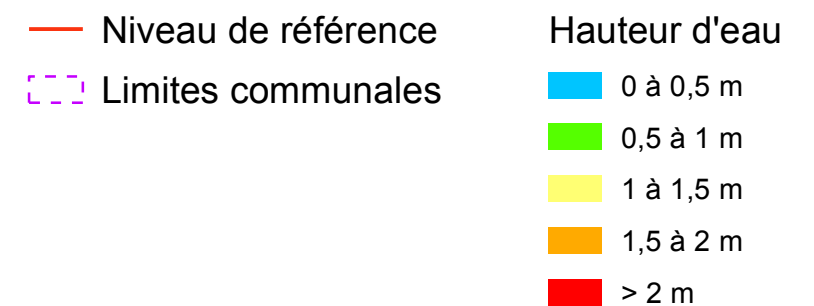 Niveau de référence
Limites communales
Hauteur d'eau
0 à 0,5 m
0,5 à 1 m
1 à 1,5 m
1,5 à 2 m
> 2 m